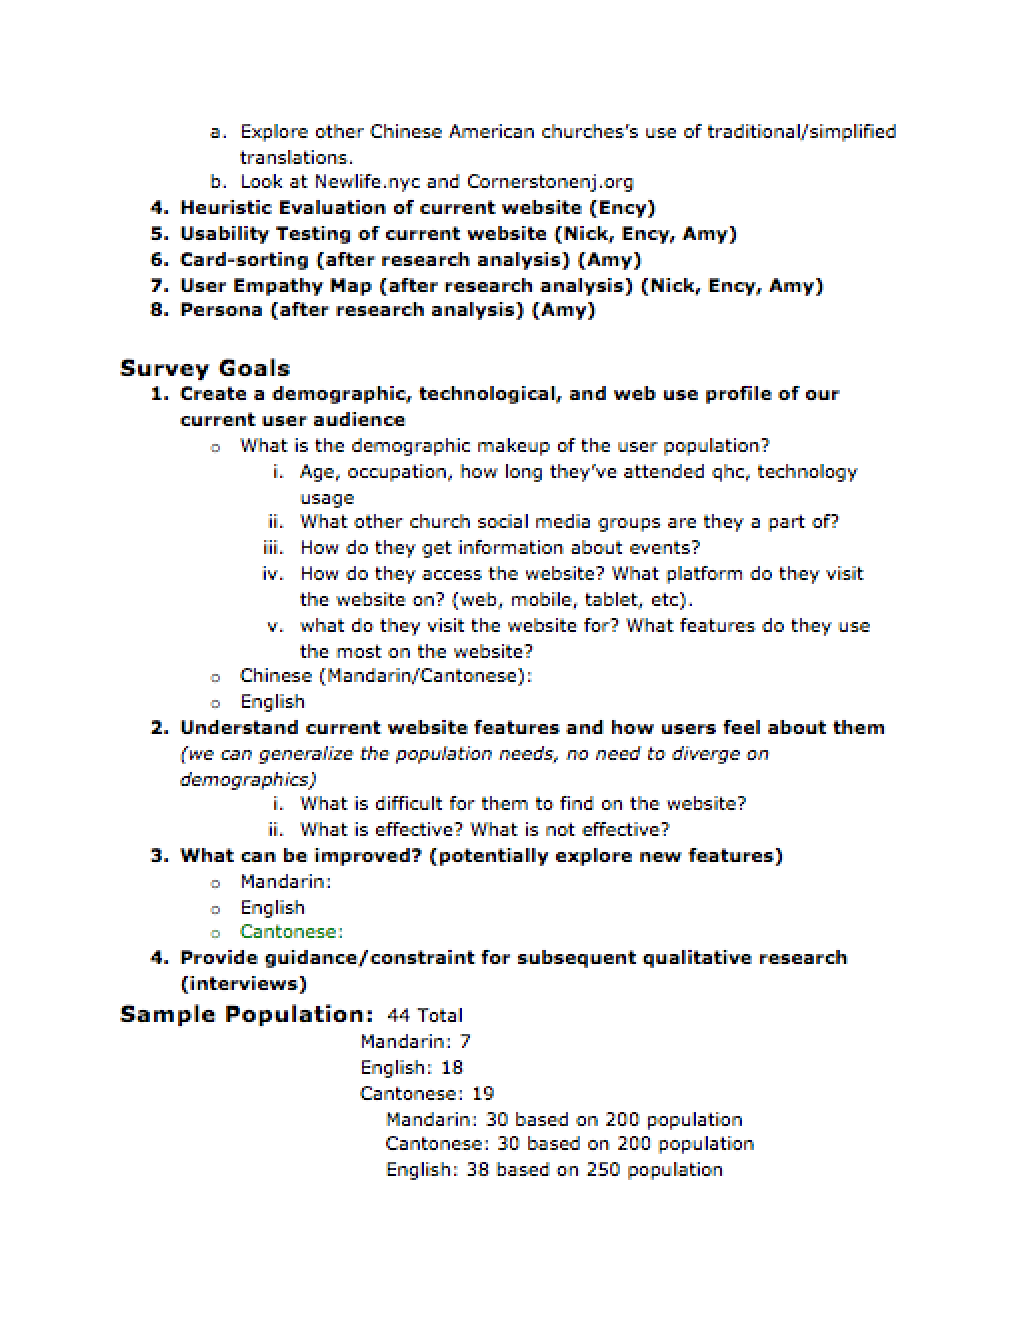 a. Explore other Chinese American churches's use of traditional/simplified
translations.
b. Look at Newlife.nyc and Cornerstonenj.org
4. Heuristic Evaluation of current website (Ency)
5. Usability Testing of current website (Nick, Ency, Amy)
6. Card-sorting (after research analysis) (Amy)
7. User Empathy Map (after research analysis) (Nick, Ency, Amy)
8. Persona (after research analysis) (Amy)
Survey Goals
1. Create a demographic, technological, and web use profile of our
current user audience
o What is the demographic makeup of the user population?
i. Age, occupation, how long they've attended qhc, technology
usage
ii. What other church social media groups are they a part of?
iii. How do they get information about events?
iv. How do they access the website? What platform do they visit
the website on? (web, mobile, tablet, etc).
v. what do they visit the website for? What features do they use
the most on the website?
o Chinese (Mandarin/Cantonese):
o English
2. Understand current website features and how users feel about them
(we can generalize the population needs, no need to diverge on
demographics)
i. What is difficult for them to find on the website?
ii. What is effective? What is not effective?
3. What can be improved? (potentially explore new features)
o Mandarin:
o English
o Cantonese:
4. Provide guidance/constraint for subsequent qualitative research
(interviews)
Sample Population: 44 Total
Mandarin: 7
English: 18
Cantonese: 19
Mandarin: 30 based on 200 population
Cantonese: 30 based on 200 population
English: 38 based on 250 population